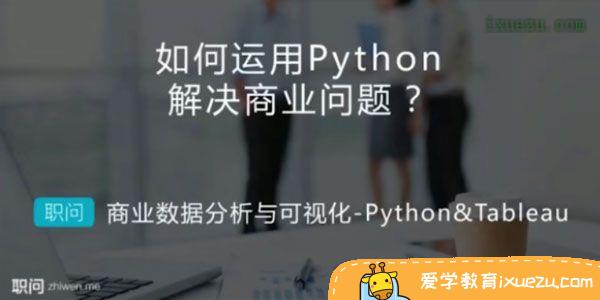 ixuezu.com
如何运用Python
解决商业问题？
职问 商业数据分析与可视化-Python&Tableau
职问 zhiwen.me
爱学教育ixuezu.com